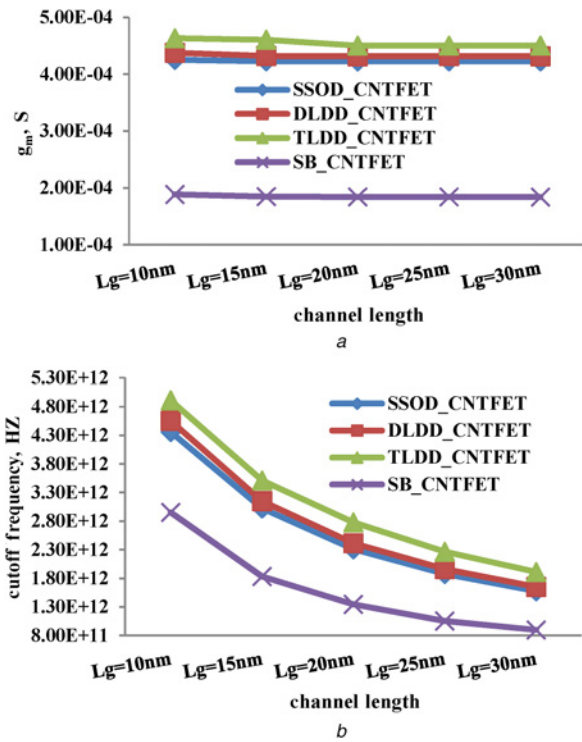 5.00E-04
4.00E-04
3.00E-04
2.00E-04
1.00E-04
gm, S
SSOD_CNTFET
DLDD_CNTFET
TLDD_CNTFET
SB_CNTFET
Lg=10nm Lg=15nm Lg=20nm Lg=25nm Lg=30nm
channel length
a
5.30E+12
4.80E+12
4.30E+12
3.80E+12
3.30E+12
2.80E+12
2.30E+12
1.80E+12
1.30E+12
8.00E+11
cutoff frequency, HZ
SSOD_CNTFET
DLDD_CNTFET
TLDD_CNTFET
SB_CNTFET
Lg=10nm Lg=15nm Lg=20nm Lg=25nm Lg=30nm
channel length
b